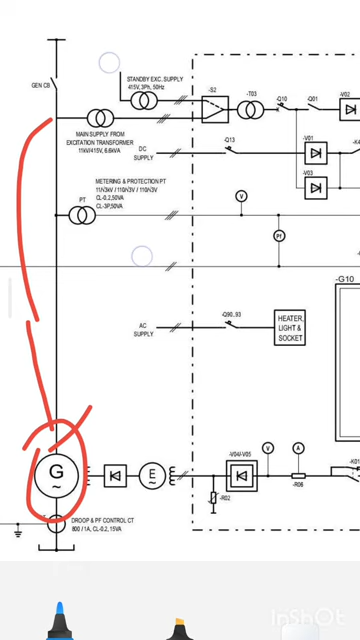 STANDBY EXC. SUPPLY
415V, 3Ph, 50Hz
GEN CB
-S2
-T03
-Q10
-Q01
-V02
MAIN SUPPLY FROM
EXCITATION TRANSFORMER
11kV/415V, 6.6kVA
DC
SUPPLY
-Q13
-V01
-V03
METERING & PROTECTION PT
11/√3kV / 110/√3V / 110/√3V
CL-0.2,50VA
CL-3P,50VA
PT
V
Pf
-G10
AC
SUPPLY
-Q90..93
HEATER,
LIGHT &
SOCKET
G
~
E
~
-V04/-V05
V
A
-R02
-R06
-K01
DROOP & PF CONTROL CT
800 / 1A, CL-0.2, 15VA
InShOt